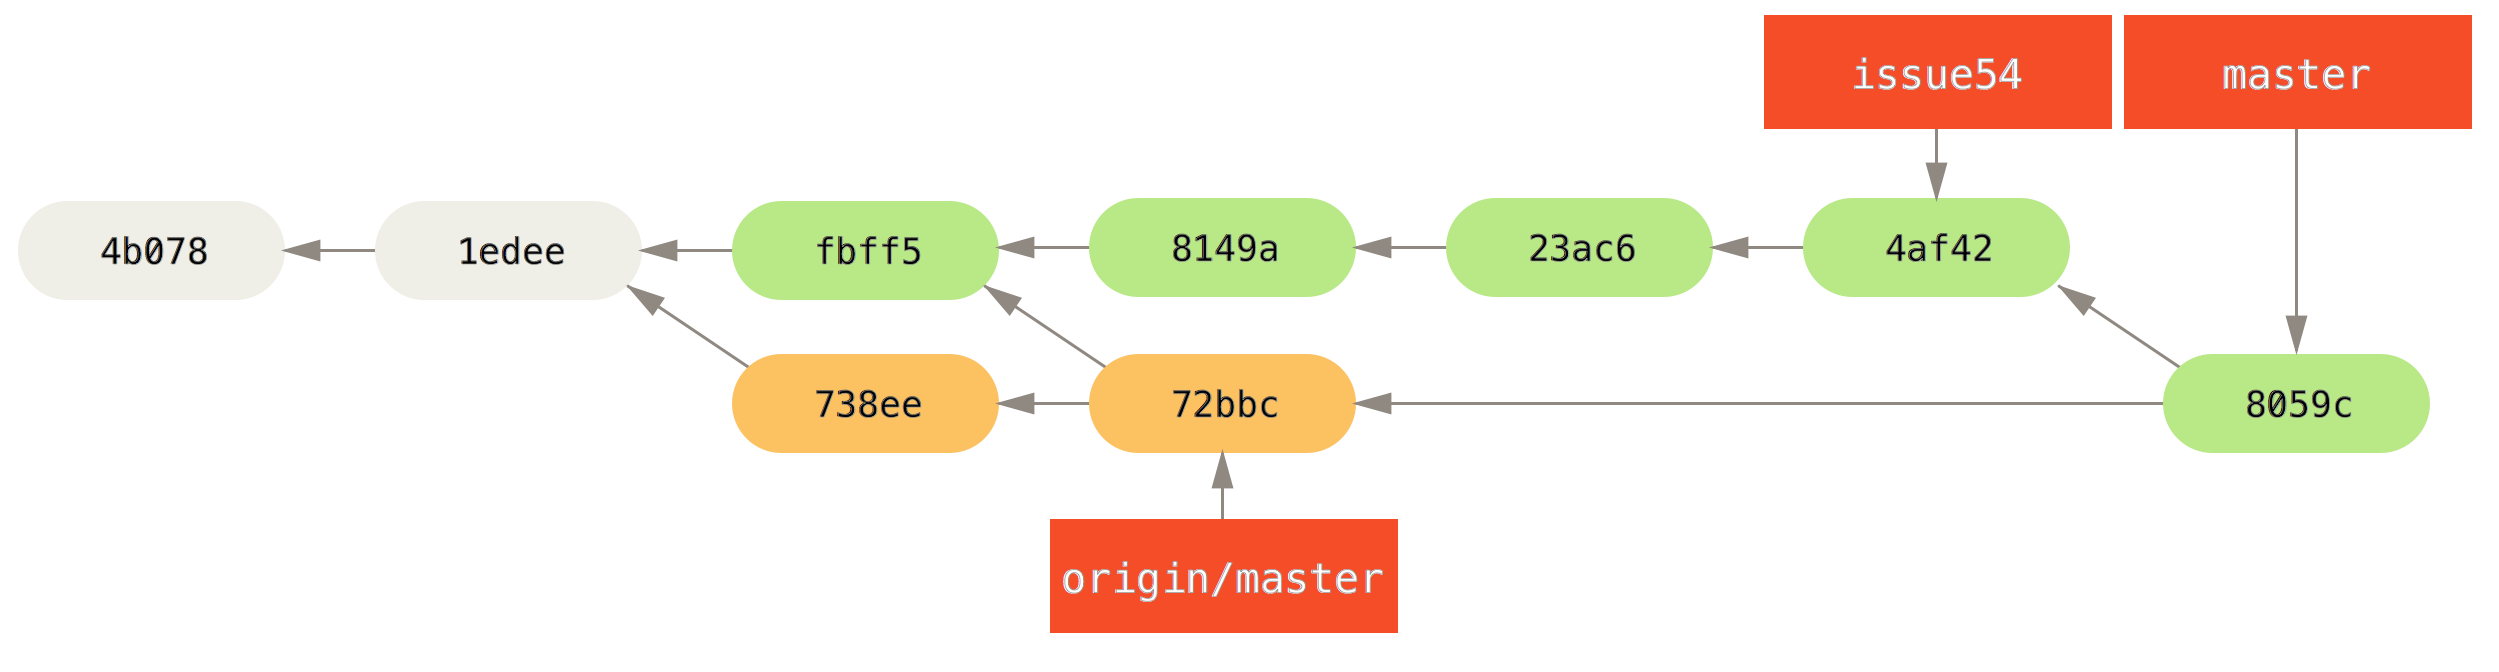 issue54
master
4b078
1edee
fbff5
8149a
23ac6
4af42
738ee
72bbc
8059c
origin/master